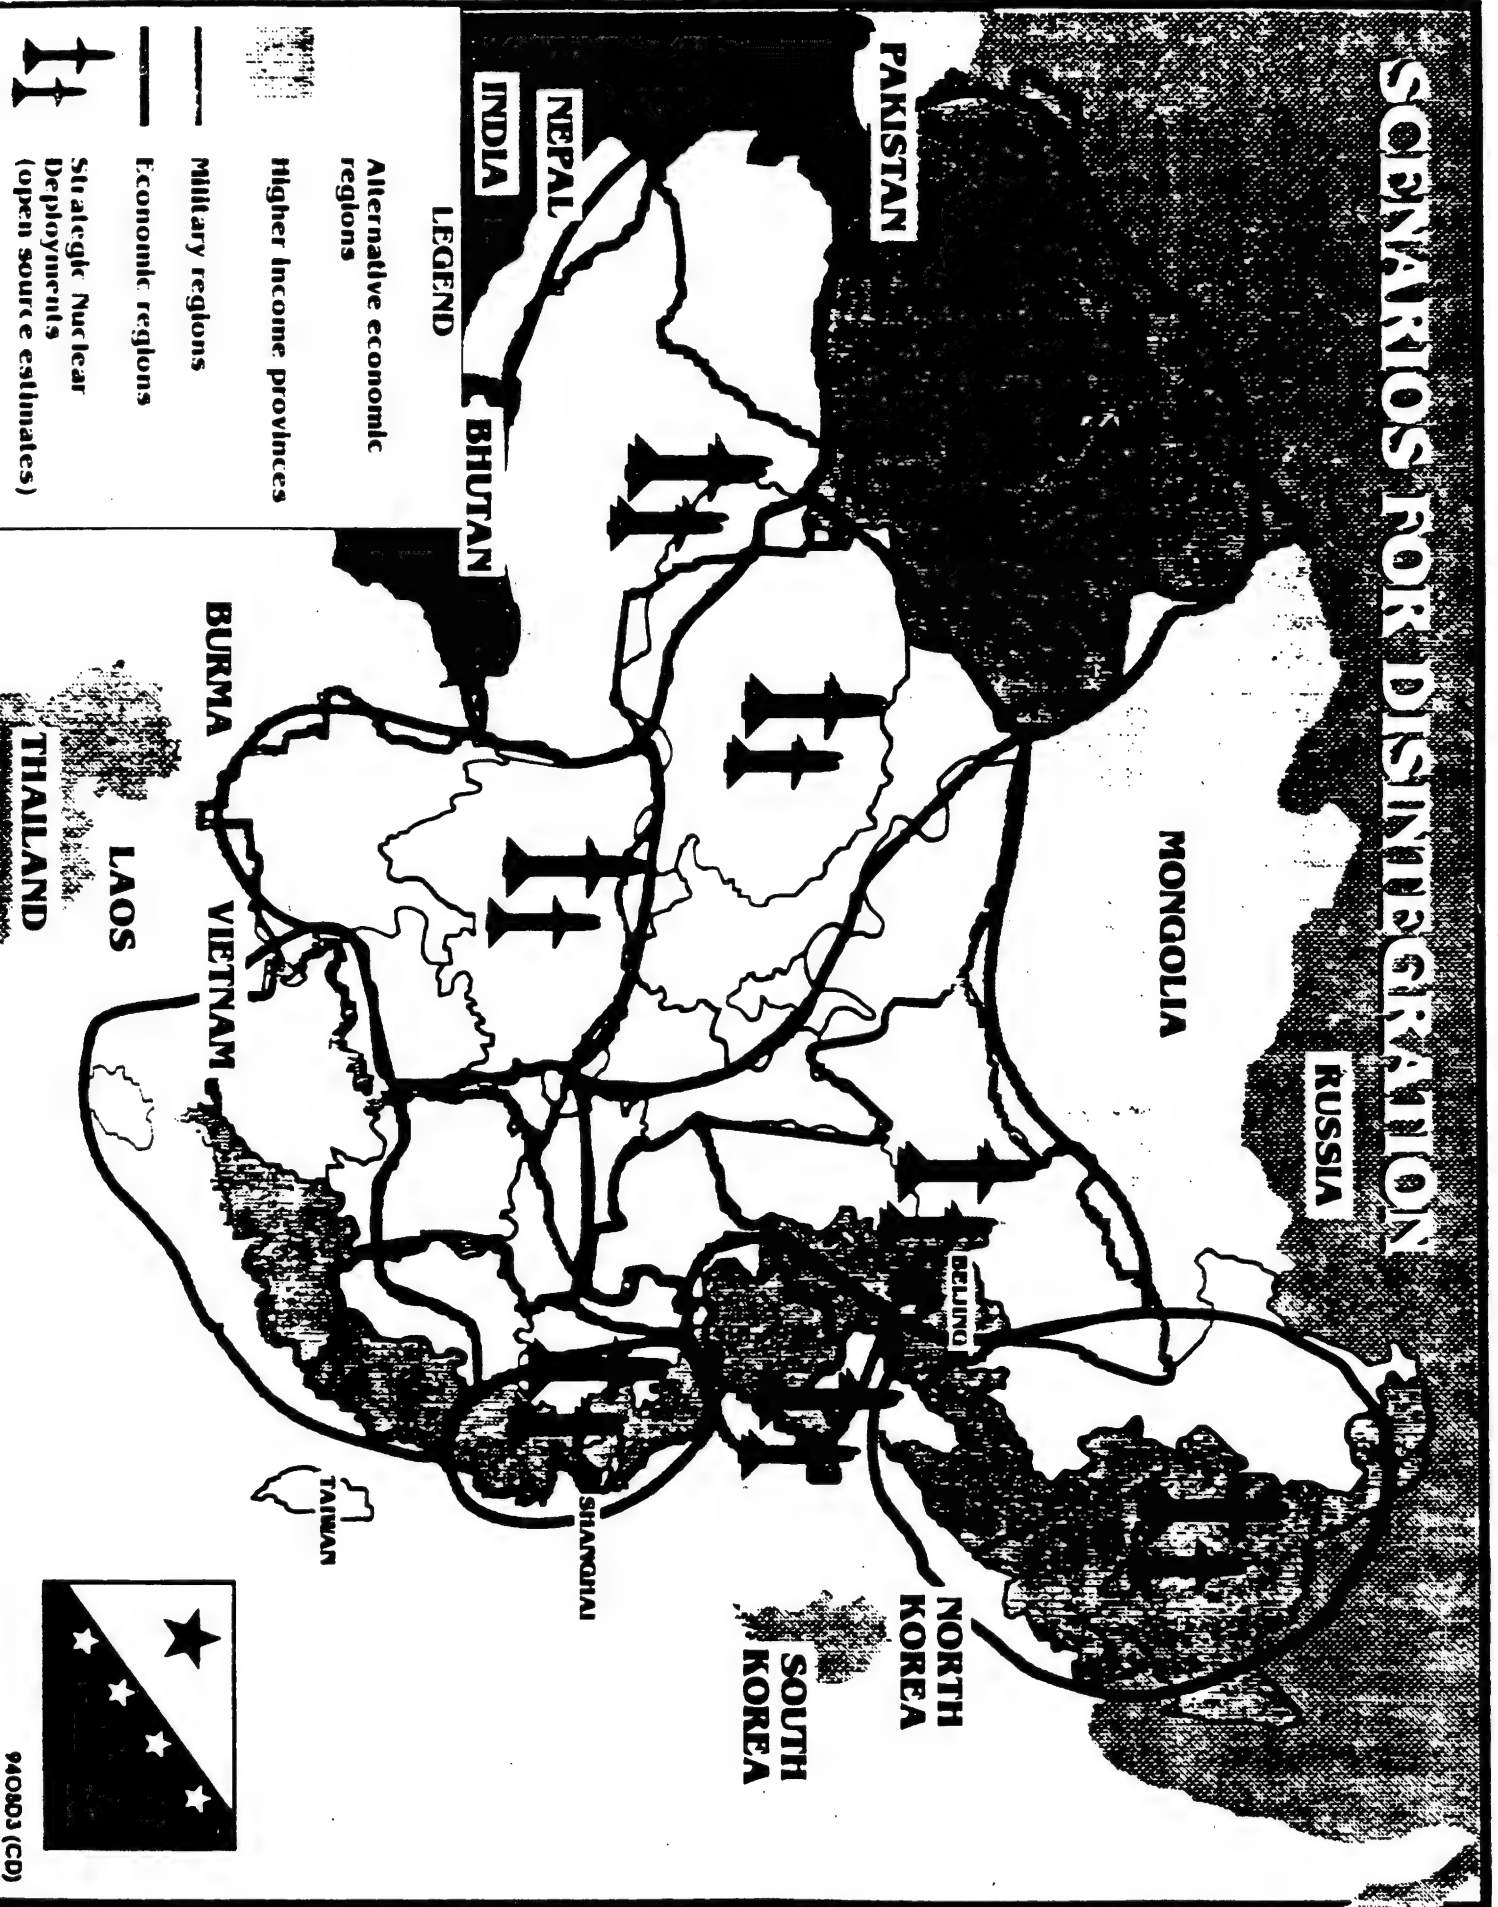 SCENARIOS FOR DISINTEGRATION
RUSSIA
MONGOLIA
PAKISTAN
NEPAL
INDIA
BHUTAN
BEIJING
NORTH
KOREA
SOUTH
KOREA
SHANGHAI
TAIWAN
BURMA
VIETNAM
LAOS
THAILAND
LEGEND
Alternative economic
regions
Higher income provinces
Military regions
Economic regions
Strategic Nuclear
Deployments
(open source estimates)
940803 (CD)